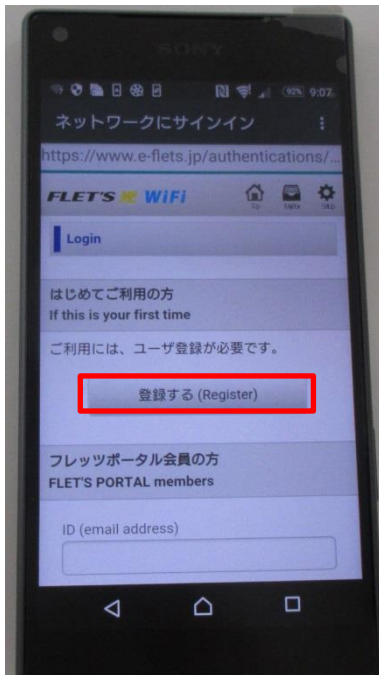 SONY
92% 9:07
ネットワークにサインイン
https://www.e-flets.jp/authentications/...
FLET'S 光 WiFi
Login
はじめてご利用の方
If this is your first time
ご利用には、ユーザ登録が必要です。
登録する (Register)
フレッツポータル会員の方
FLET'S PORTAL members
ID (email address)